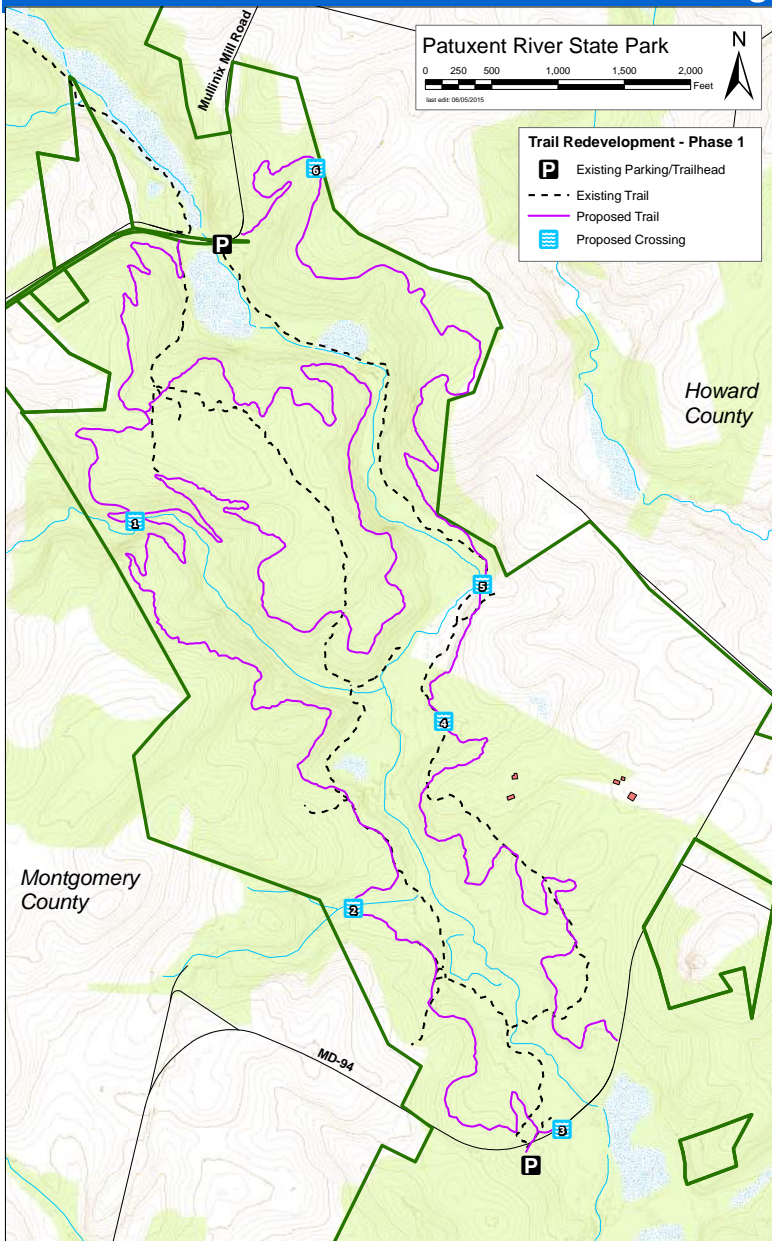 g
Patuxent River State Park
N
0 250 500 1,000 1,500 2,000
Feet
last edit: 06/05/2015
Trail Redevelopment - Phase 1
P Existing Parking/Trailhead
Existing Trail
Proposed Trail
Proposed Crossing
Mullinix Mill Road
6
P
Howard
County
1
5
4
Montgomery
County
2
MD-94
3
P